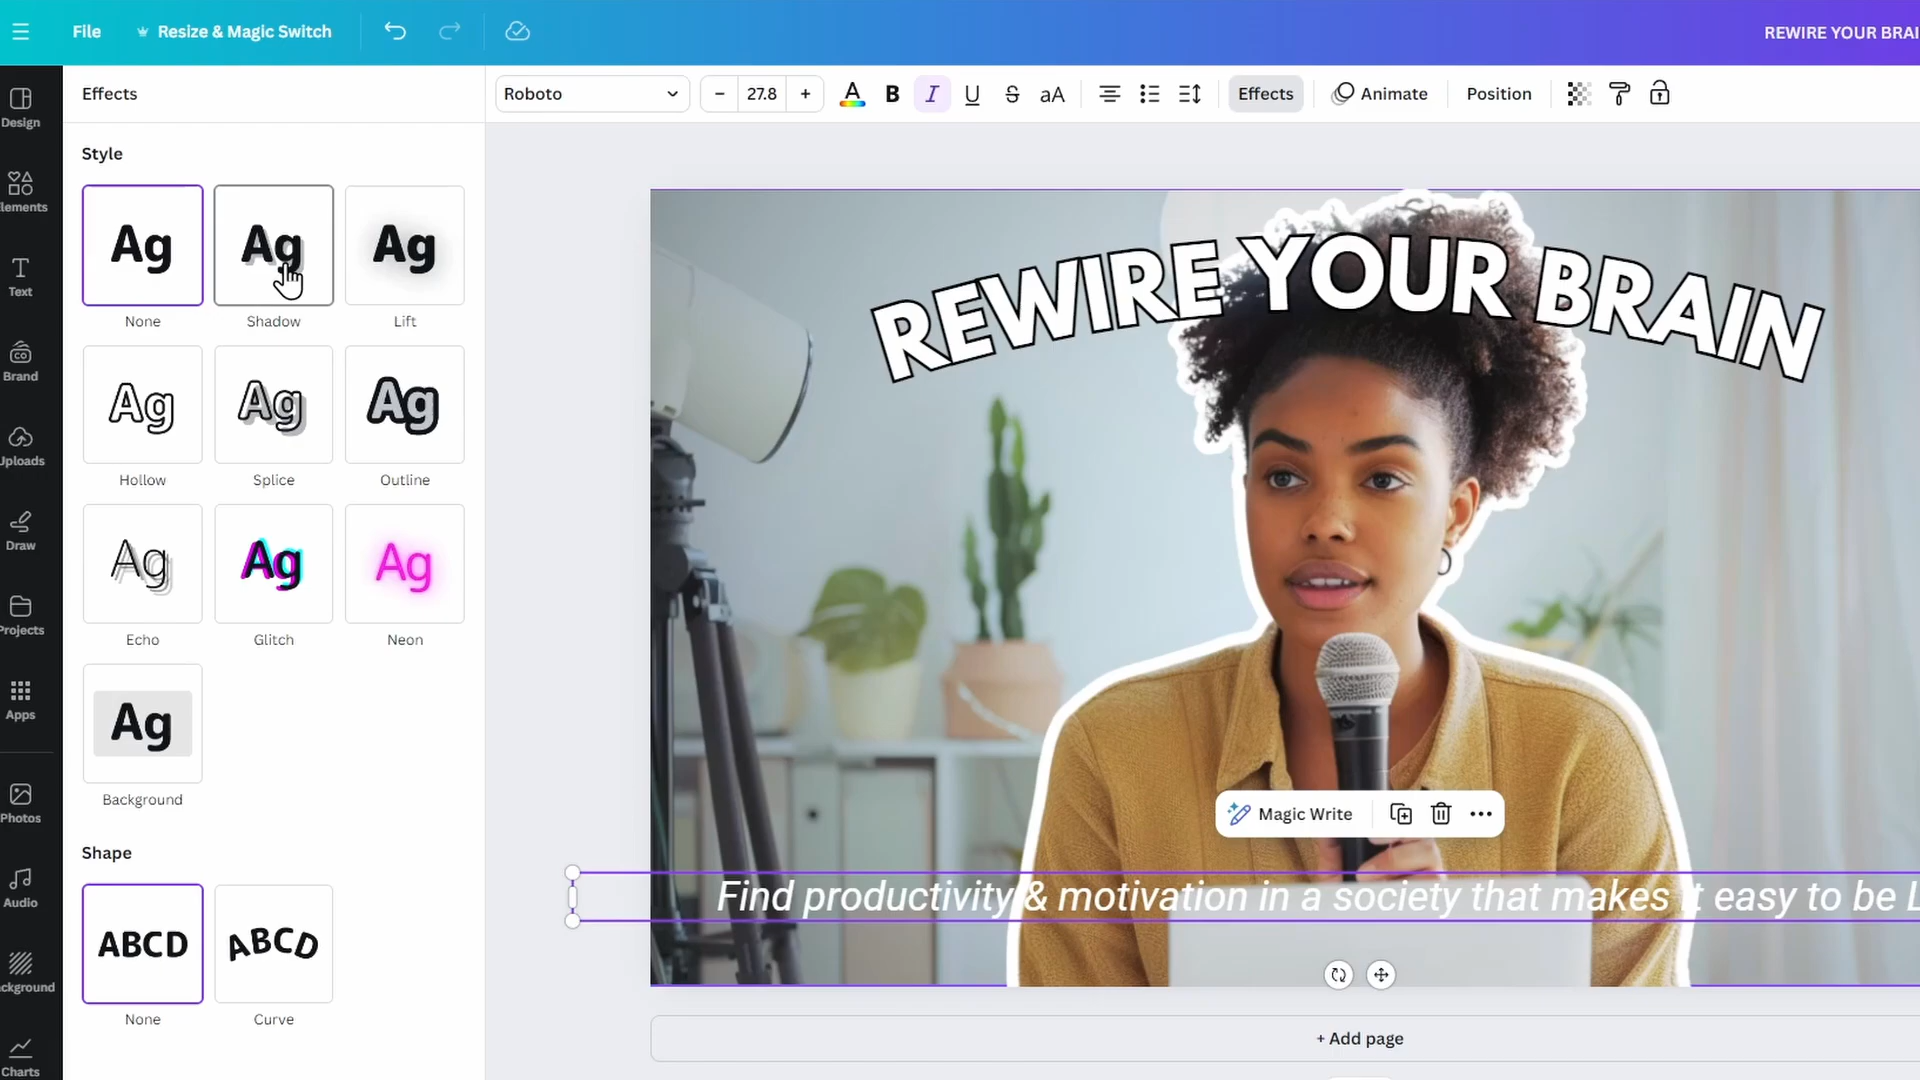 File
Resize & Magic Switch
REWIRE YOUR BRAI
Effects
Roboto
27.8
A
B
I
U
S
aA
Effects
Animate
Position
Design
Elements
Text
Brand
Uploads
Draw
Projects
Apps
Photos
Audio
ckground
Charts
Style
Ag
None
Ag
Shadow
Ag
Lift
Ag
Hollow
Ag
Splice
Ag
Outline
Ag
Echo
Ag
Glitch
Ag
Neon
Ag
Background
Shape
ABCD
None
ABCD
Curve
REWIRE YOUR BRAIN
Magic Write
Find productivity & motivation in a society that makes it easy to be L
+ Add page